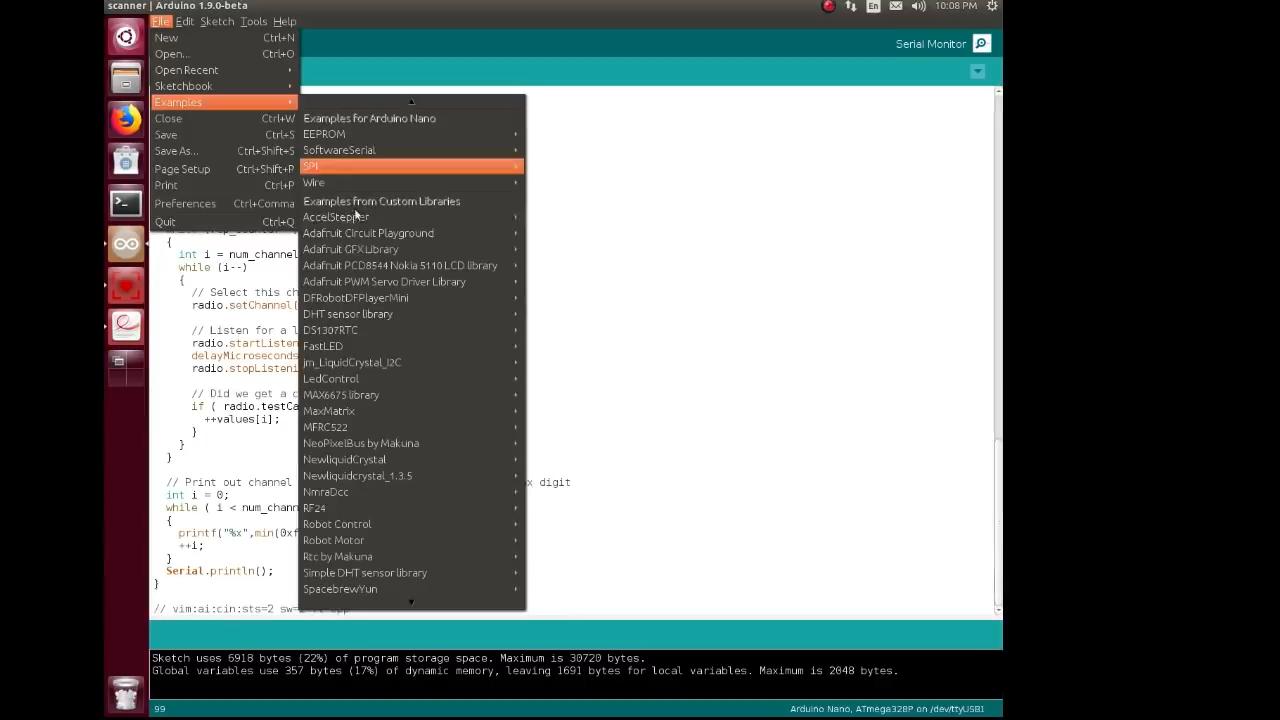 scanner | Arduino 1.9.0-beta
En
10:08 PM
File Edit Sketch Tools Help
New Ctrl+N
Open... Ctrl+O
Open Recent
Sketchbook
Examples
Close Ctrl+W
Save Ctrl+S
Save As... Ctrl+Shift+S
Page Setup Ctrl+Shift+P
Print Ctrl+P
Preferences Ctrl+Comma
Quit Ctrl+Q
Serial Monitor
Examples for Arduino Nano
EEPROM
SoftwareSerial
SPI
Wire
Examples from Custom Libraries
AccelStepper
Adafruit Circuit Playground
Adafruit GFX Library
Adafruit PCD8544 Nokia 5110 LCD library
Adafruit PWM Servo Driver Library
DFRobotDFPlayerMini
DHT sensor library
DS1307RTC
FastLED
jm_LiquidCrystal_I2C
LedControl
MAX6675 library
MaxMatrix
MFRC522
NeoPixelBus by Makuna
NewliquidCrystal
Newliquidcrystal_1.3.5
NmraDcc
RF24
Robot Control
Robot Motor
Rtc by Makuna
Simple DHT sensor library
SpacebrewYun
{
int i = num_channe
while (i--)
{
// Select this ch
radio.setChannel(
// Listen for a l
radio.startListen
delayMicroseconds
radio.stopListeni
// Did we get a c
if ( radio.testCa
++values[i];
}
}
}
// Print out channel x digit
int i = 0;
while ( i < num_chann
{
printf("%x",min(0xf
++i;
}
Serial.println();
}
// vim:ai:cin:sts=2 sw=2
Sketch uses 6918 bytes (22%) of program storage space. Maximum is 30720 bytes.
Global variables use 357 bytes (17%) of dynamic memory, leaving 1691 bytes for local variables. Maximum is 2048 bytes.
99
Arduino Nano, ATmega328P on /dev/ttyUSB1